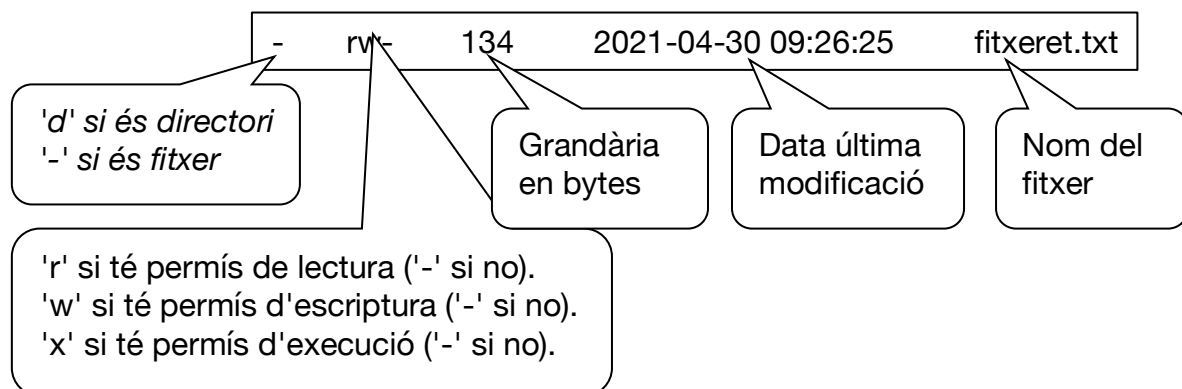 - rw- 134 2021-04-30 09:26:25 fitxeret.txt
'd' si és directori
'-' si és fitxer
Grandària
en bytes
Data última
modificació
Nom del
fitxer
'r' si té permís de lectura ('-' si no).
'w' si té permís d'escriptura ('-' si no).
'x' si té permís d'execució ('-' si no).